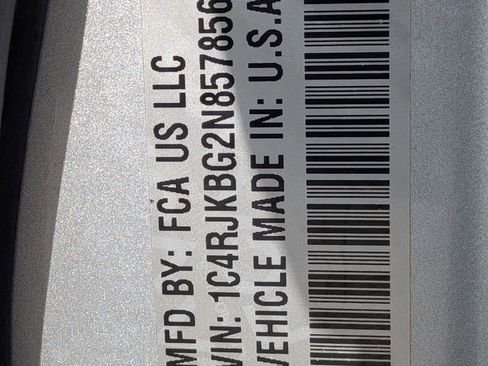 MFD BY: FCA US LLC
VIN: 1C4RJKBG2N857856
VEHICLE MADE IN: U.S.A